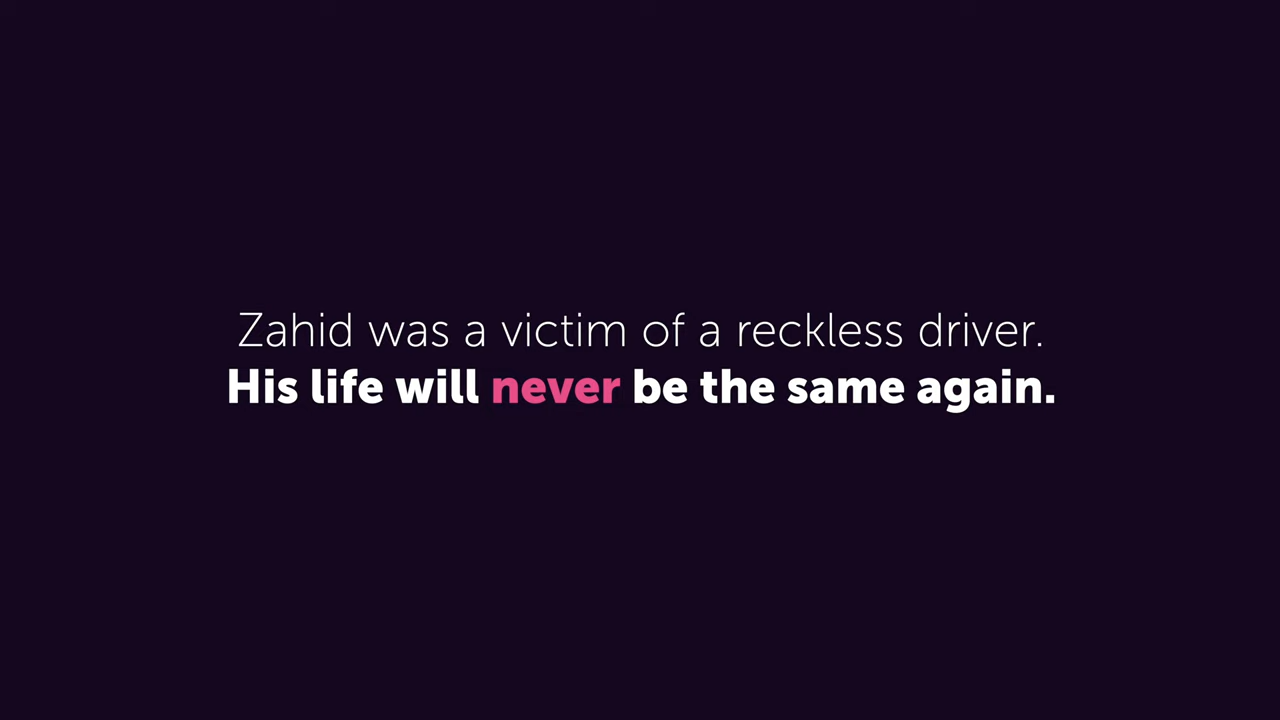 Zahid was a victim of a reckless driver.
His life will never be the same again.